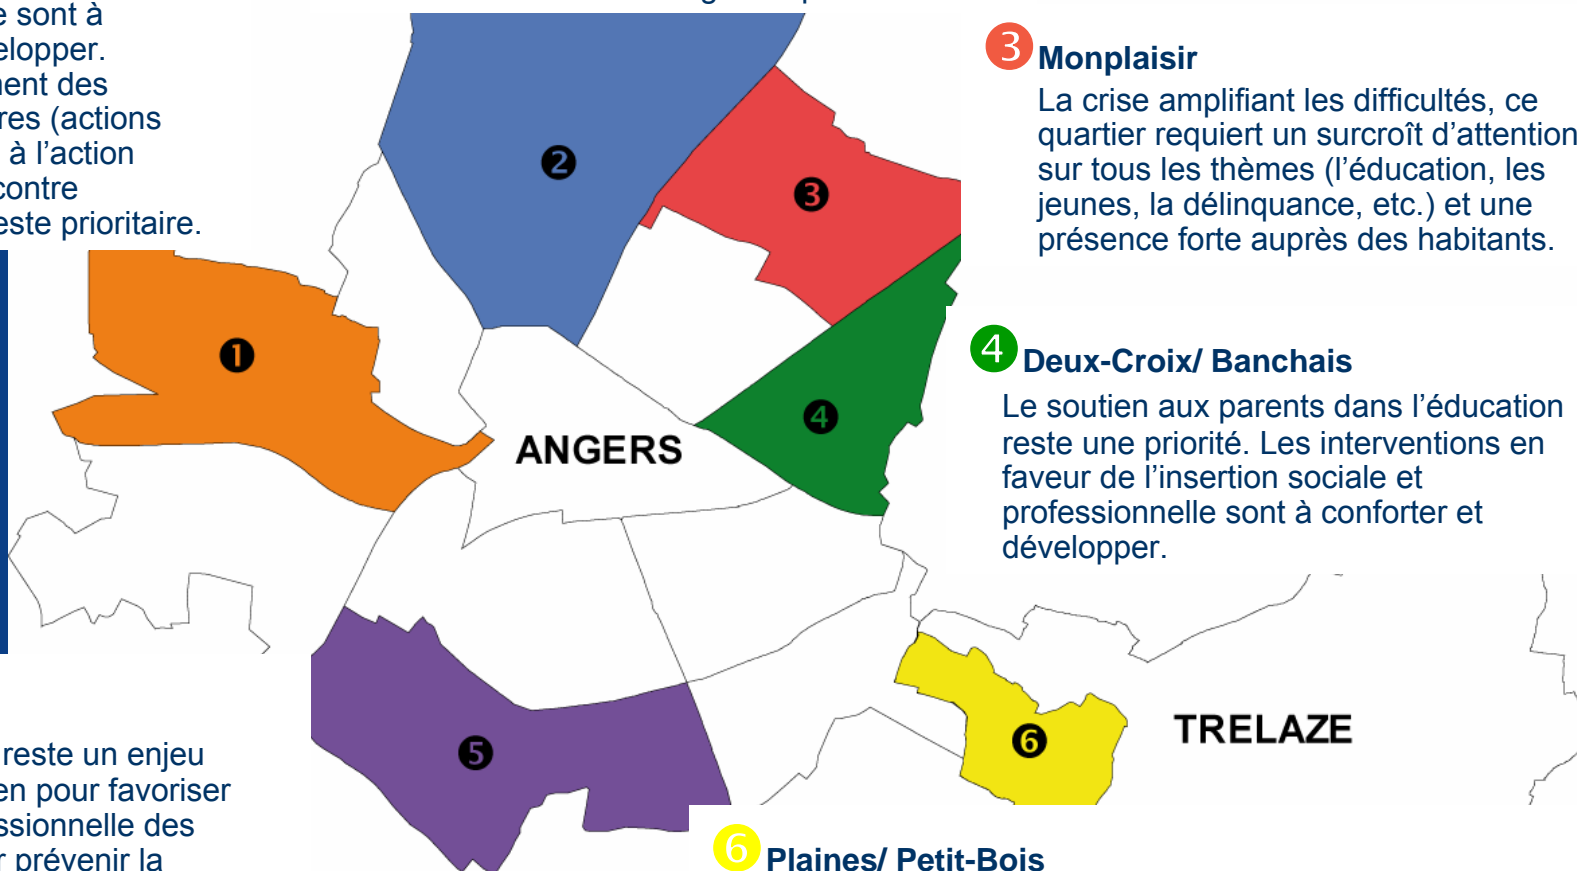 e sont à
elopper.
ment des
res (actions
à l’action
contre
este prioritaire.
3 Monplaisir
La crise amplifiant les difficultés, ce
quartier requiert un surcroît d’attention
sur tous les thèmes (l’éducation, les
jeunes, la délinquance, etc.) et une
présence forte auprès des habitants.
2
3
1
4
ANGERS
4 Deux-Croix/ Banchais
Le soutien aux parents dans l’éducation
reste une priorité. Les interventions en
faveur de l’insertion sociale et
professionnelle sont à conforter et
développer.
5
6
TRELAZE
reste un enjeu
en pour favoriser
ssionnelle des
r prévenir la
6 Plaines/ Petit-Bois